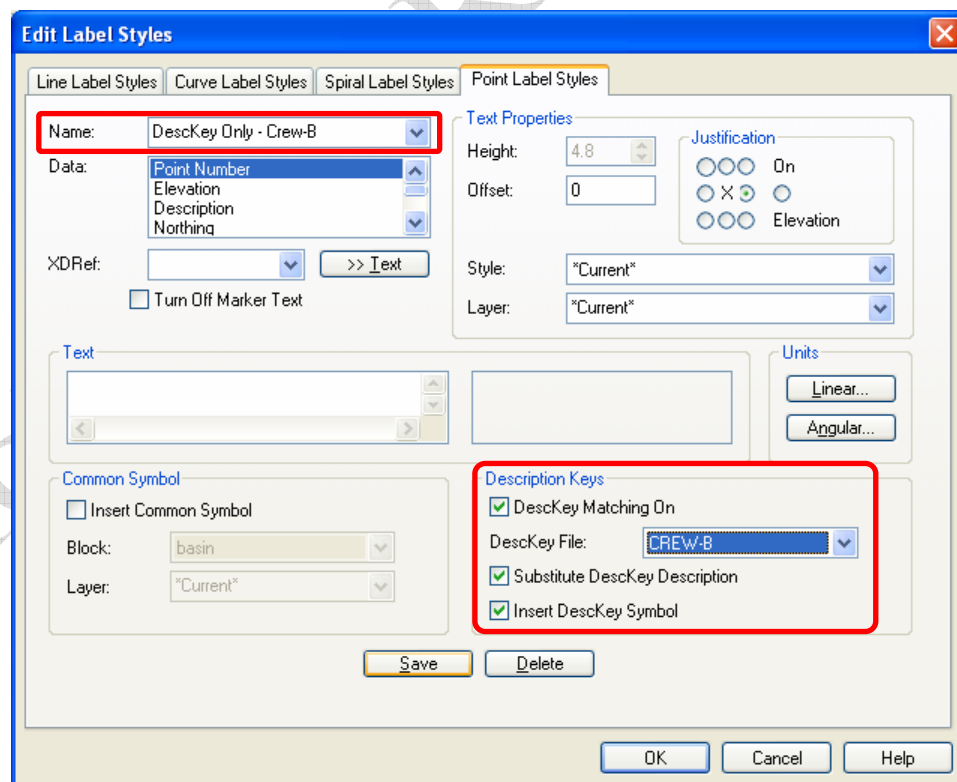 Edit Label Styles
Line Label Styles
Curve Label Styles
Spiral Label Styles
Point Label Styles
Name:
DescKey Only - Crew-B
Data:
Point Number
Elevation
Description
Northing
XDRef:
>> Text
Turn Off Marker Text
Text Properties
Height:
4.8
Offset:
0
Justification
On
X
Elevation
Style:
*Current*
Layer:
*Current*
Text
Units
Linear...
Angular...
Common Symbol
Insert Common Symbol
Block:
basin
Layer:
*Current*
Description Keys
DescKey Matching On
DescKey File:
CREW-B
Substitute DescKey Description
Insert DescKey Symbol
Save
Delete
OK
Cancel
Help